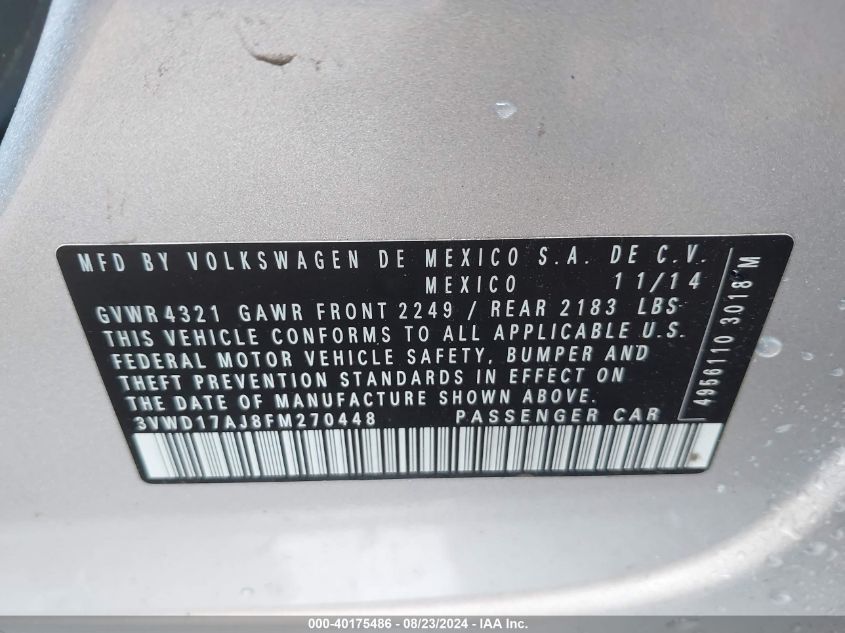 MFD BY VOLKSWAGEN DE MEXICO S.A. DE C.V.
MEXICO 11/14
GVWR 4321 GAWR FRONT 2249 / REAR 2183 LBS
THIS VEHICLE CONFORMS TO ALL APPLICABLE U.S.
FEDERAL MOTOR VEHICLE SAFETY, BUMPER AND
THEFT PREVENTION STANDARDS IN EFFECT ON
THE DATE OF MANUFACTURE SHOWN ABOVE.
3VWD17AJ8FM270448 PASSENGER CAR
4956110 3018 M
000-40175486 - 08/23/2024 - IAA Inc.